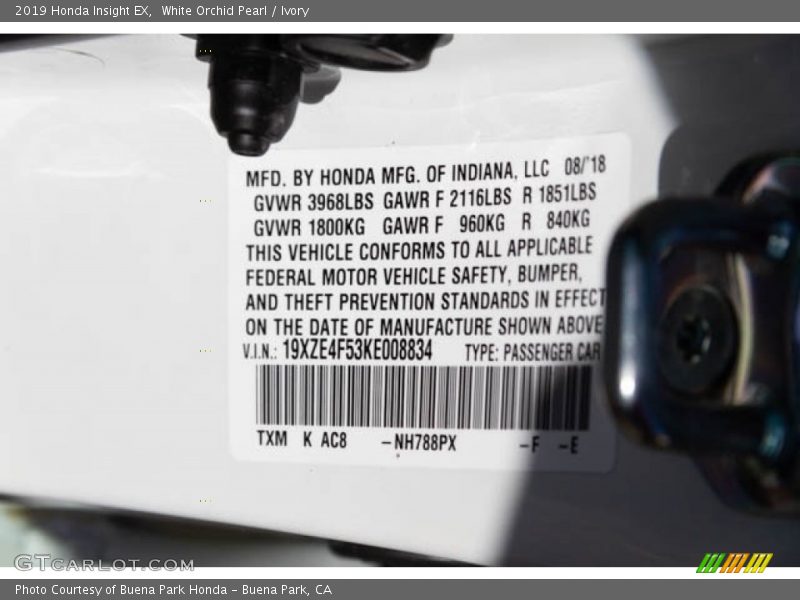 2019 Honda Insight EX, White Orchid Pearl / Ivory
MFD. BY HONDA MFG. OF INDIANA, LLC 08/'18
GVWR 3968LBS GAWR F 2116LBS R 1851LBS
GVWR 1800KG GAWR F 960KG R 840KG
THIS VEHICLE CONFORMS TO ALL APPLICABLE
FEDERAL MOTOR VEHICLE SAFETY, BUMPER,
AND THEFT PREVENTION STANDARDS IN EFFECT
ON THE DATE OF MANUFACTURE SHOWN ABOVE
V.I.N.: 19XZE4F53KE008834 TYPE: PASSENGER CAR
TXM K AC8 -NH788PX -F -E
GTCARLOT.COM
Photo Courtesy of Buena Park Honda - Buena Park, CA